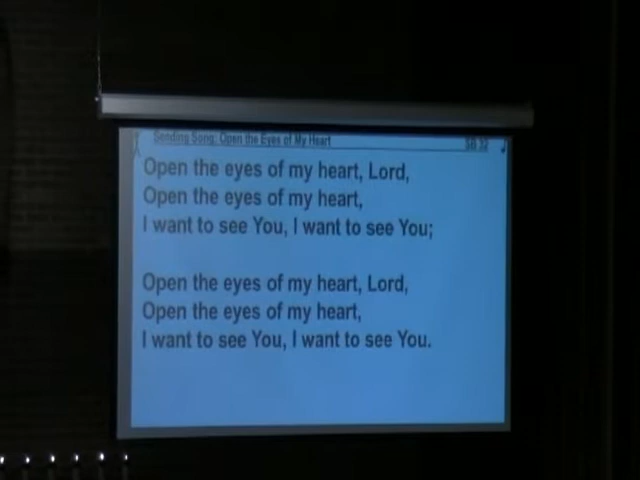 Sending Song: Open the Eyes of My Heart SB 32
Open the eyes of my heart, Lord,
Open the eyes of my heart,
I want to see You, I want to see You;
Open the eyes of my heart, Lord,
Open the eyes of my heart,
I want to see You, I want to see You.